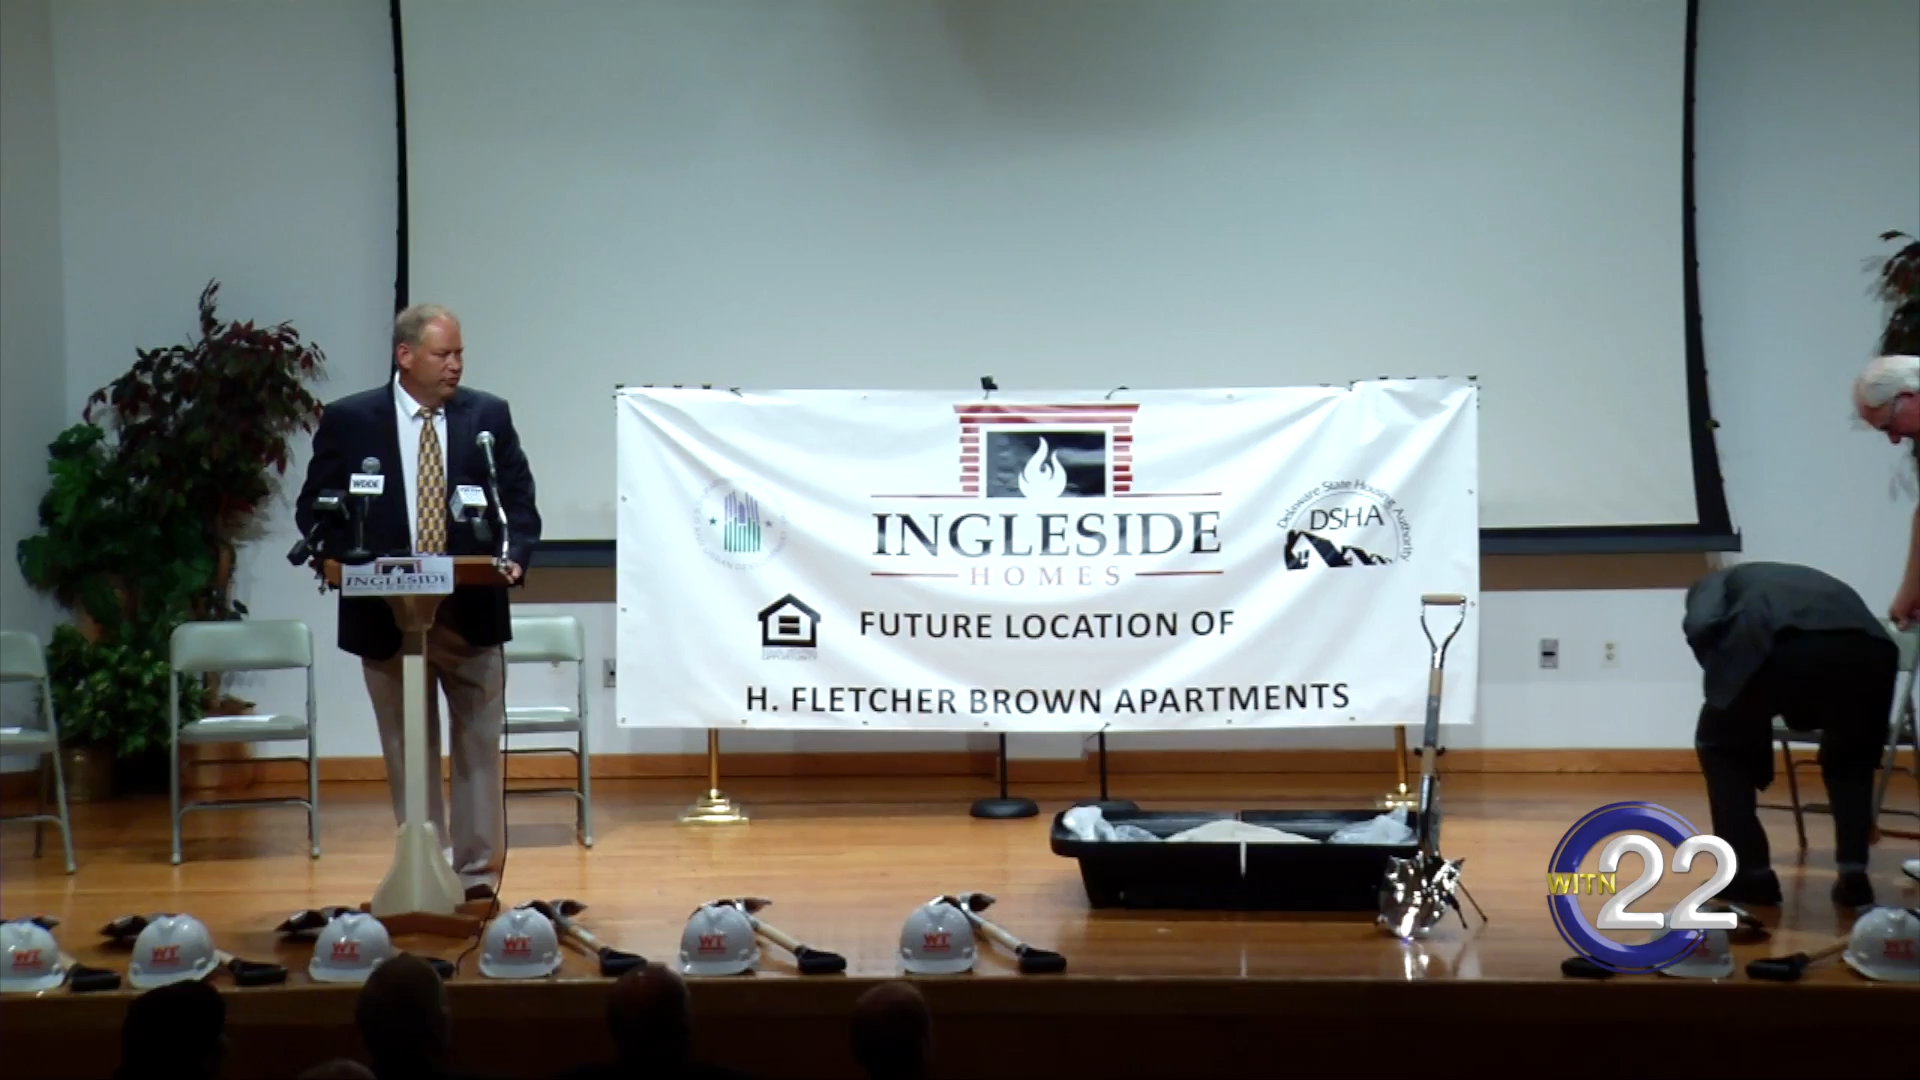 WDDE
INGLESIDE
INGLESIDE
HOMES
Delaware State Housing Authority
DSHA
FUTURE LOCATION OF
H. FLETCHER BROWN APARTMENTS
WITN
22